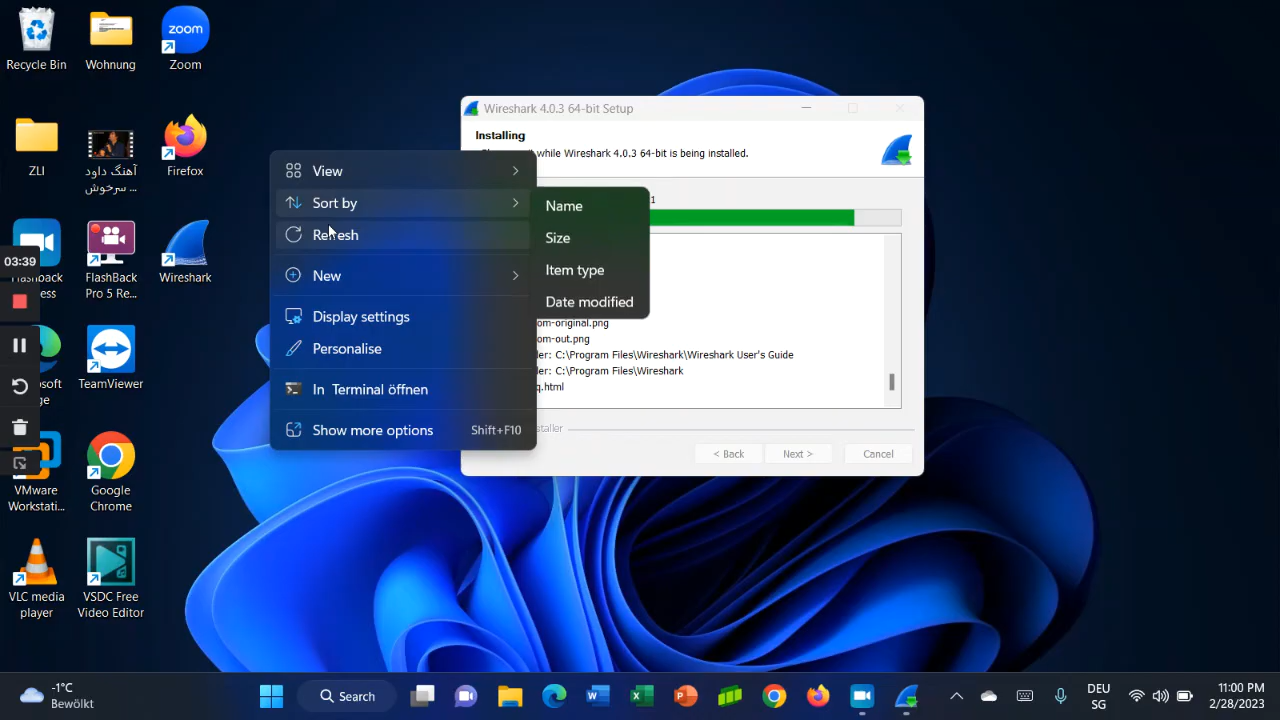 Recycle Bin
Wohnung
zoom
Zoom
ZLI
آهنگ داود
سرخوش ...
Firefox
03:39
FlashBack
Pro 5 Re...
Wireshark
TeamViewer
VMware
Workstati...
Google
Chrome
VLC media
player
VSDC Free
Video Editor
Wireshark 4.0.3 64-bit Setup
Installing
while Wireshark 4.0.3 64-bit is being installed.
1
om-original.png
om-out.png
er: C:\Program Files\Wireshark\Wireshark User's Guide
er: C:\Program Files\Wireshark
q.html
staller
< Back
Next >
Cancel
View
Sort by
Refresh
New
Display settings
Personalise
In Terminal öffnen
Show more options
Shift+F10
Name
Size
Item type
Date modified
-1°C
Bewölkt
Search
DEU
SG
11:00 PM
2/28/2023